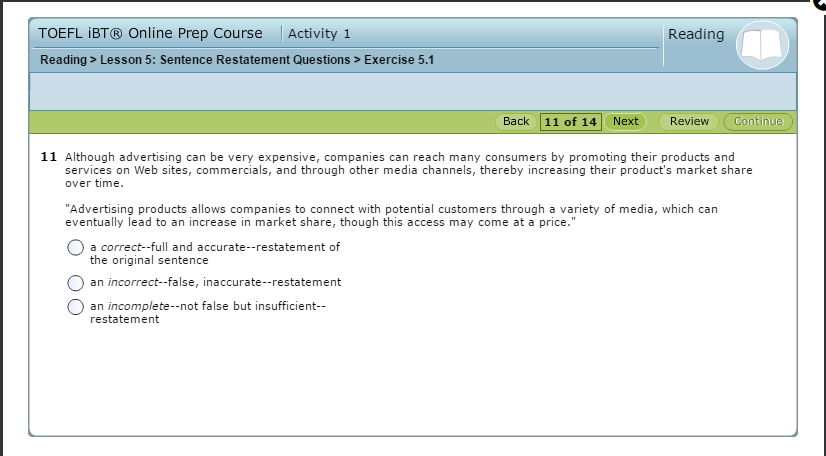 TOEFL iBT® Online Prep Course Activity 1 Reading
Reading > Lesson 5: Sentence Restatement Questions > Exercise 5.1
Back 11 of 14 Next Review Continue
11 Although advertising can be very expensive, companies can reach many consumers by promoting their products and
services on Web sites, commercials, and through other media channels, thereby increasing their product's market share
over time.
"Advertising products allows companies to connect with potential customers through a variety of media, which can
eventually lead to an increase in market share, though this access may come at a price."
a correct--full and accurate--restatement of
the original sentence
an incorrect--false, inaccurate--restatement
an incomplete--not false but insufficient--
restatement